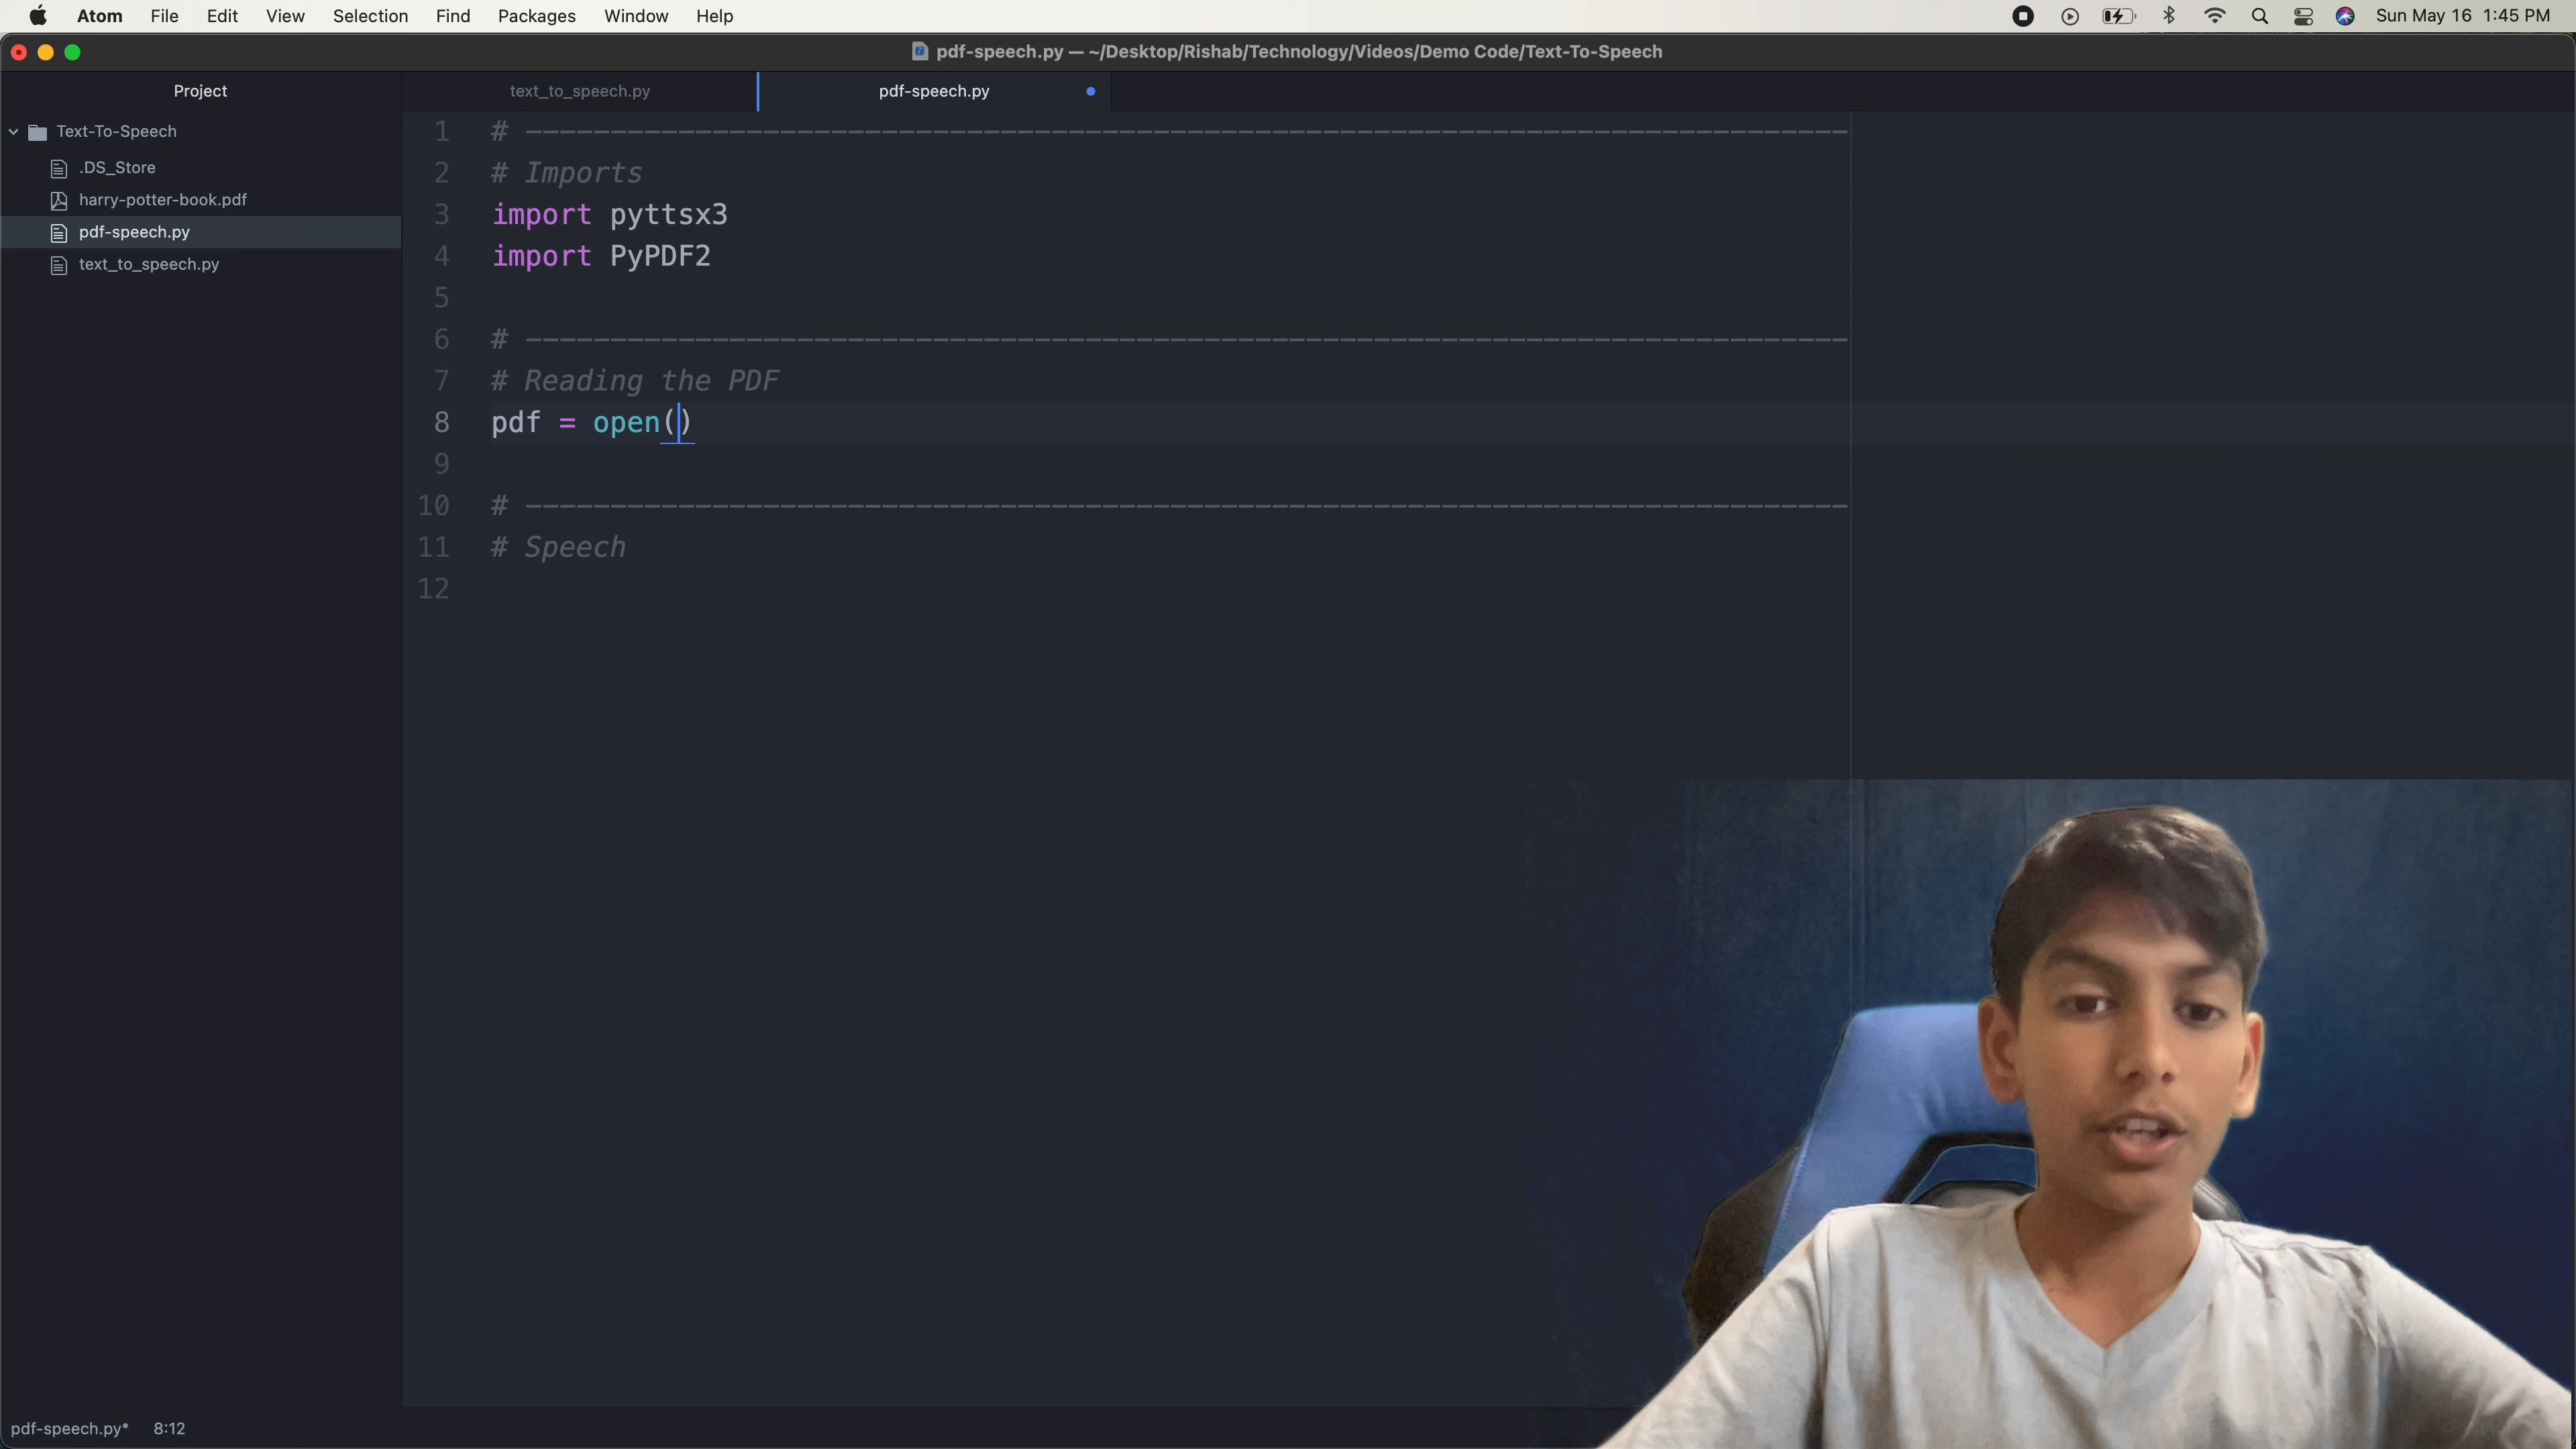 Atom File Edit View Selection Find Packages Window Help Sun May 16 1:45 PM
pdf-speech.py — ~/Desktop/Rishab/Technology/Videos/Demo Code/Text-To-Speech
Project
text_to_speech.py
pdf-speech.py
Text-To-Speech
.DS_Store
harry-potter-book.pdf
pdf-speech.py
text_to_speech.py
1 # -------------------------------------------------------------------------------
2 # Imports
3 import pyttsx3
4 import PyPDF2
5
6 # -------------------------------------------------------------------------------
7 # Reading the PDF
8 pdf = open()
9
10 # -------------------------------------------------------------------------------
11 # Speech
12
pdf-speech.py* 8:12